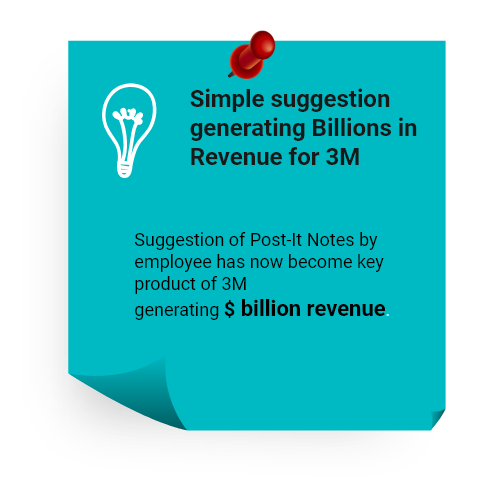 Simple suggestion
generating Billions in
Revenue for 3M
Suggestion of Post-It Notes by
employee has now become key
product of 3M
generating $ billion revenue.